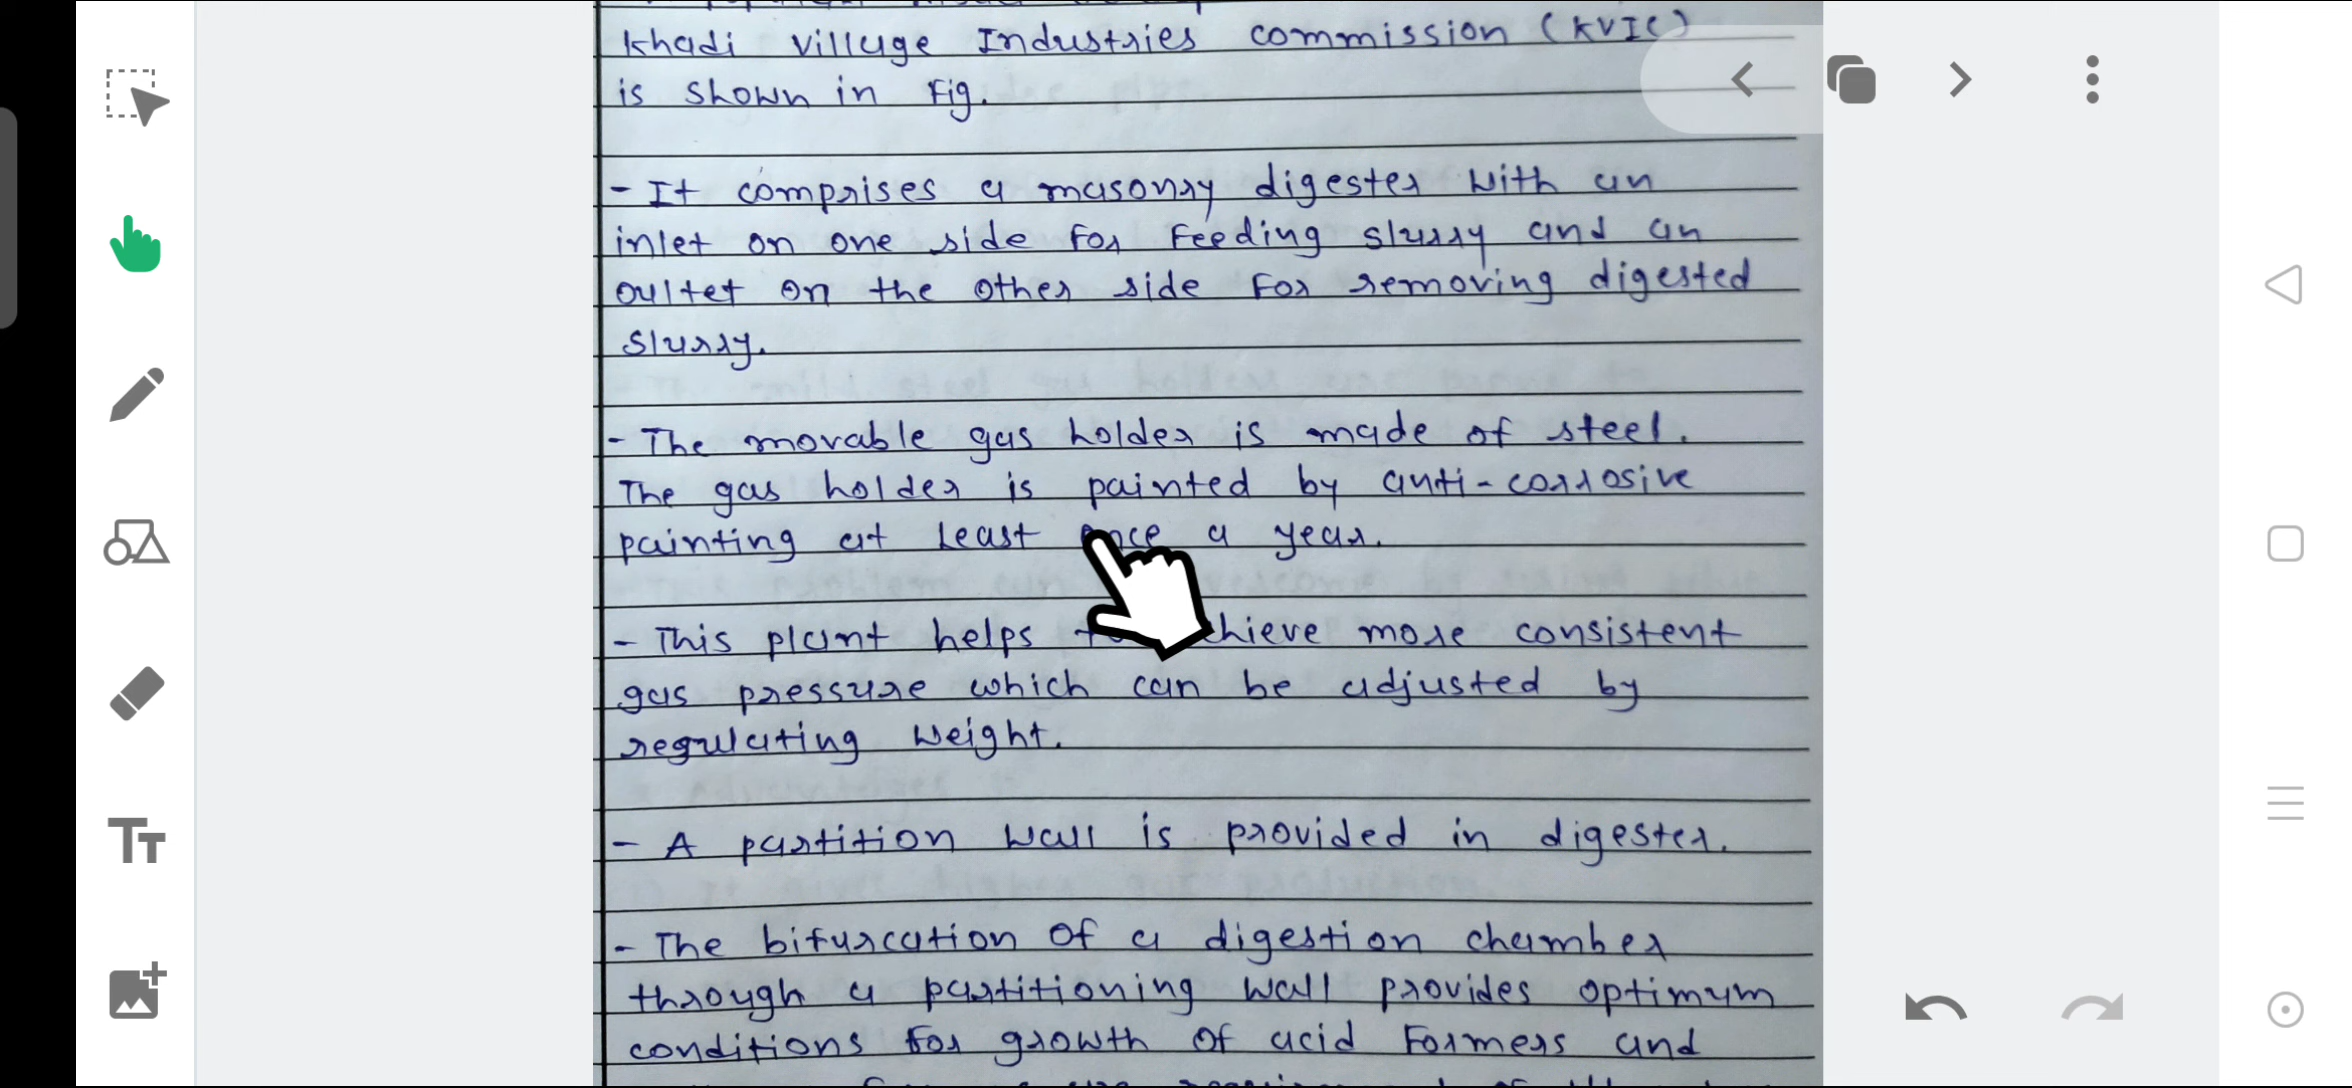 Khadi Village Industries commission (KVIC)
is shown in Fig.
- It comprises a masonry digester with an
inlet on one side for Feeding slurry and an
oultet on the other side for removing digested
slurry.
- The movable gas holder is made of steel.
The gas holder is painted by anti-corrosive
painting at least once a year.
- This plant helps to achieve more consistent
gas pressure which can be adjusted by
regulating weight.
- A partition wall is provided in digester.
- The bifurcation of a digestion chamber
through a partitioning wall provides optimum
conditions for growth of acid Formers and
TT